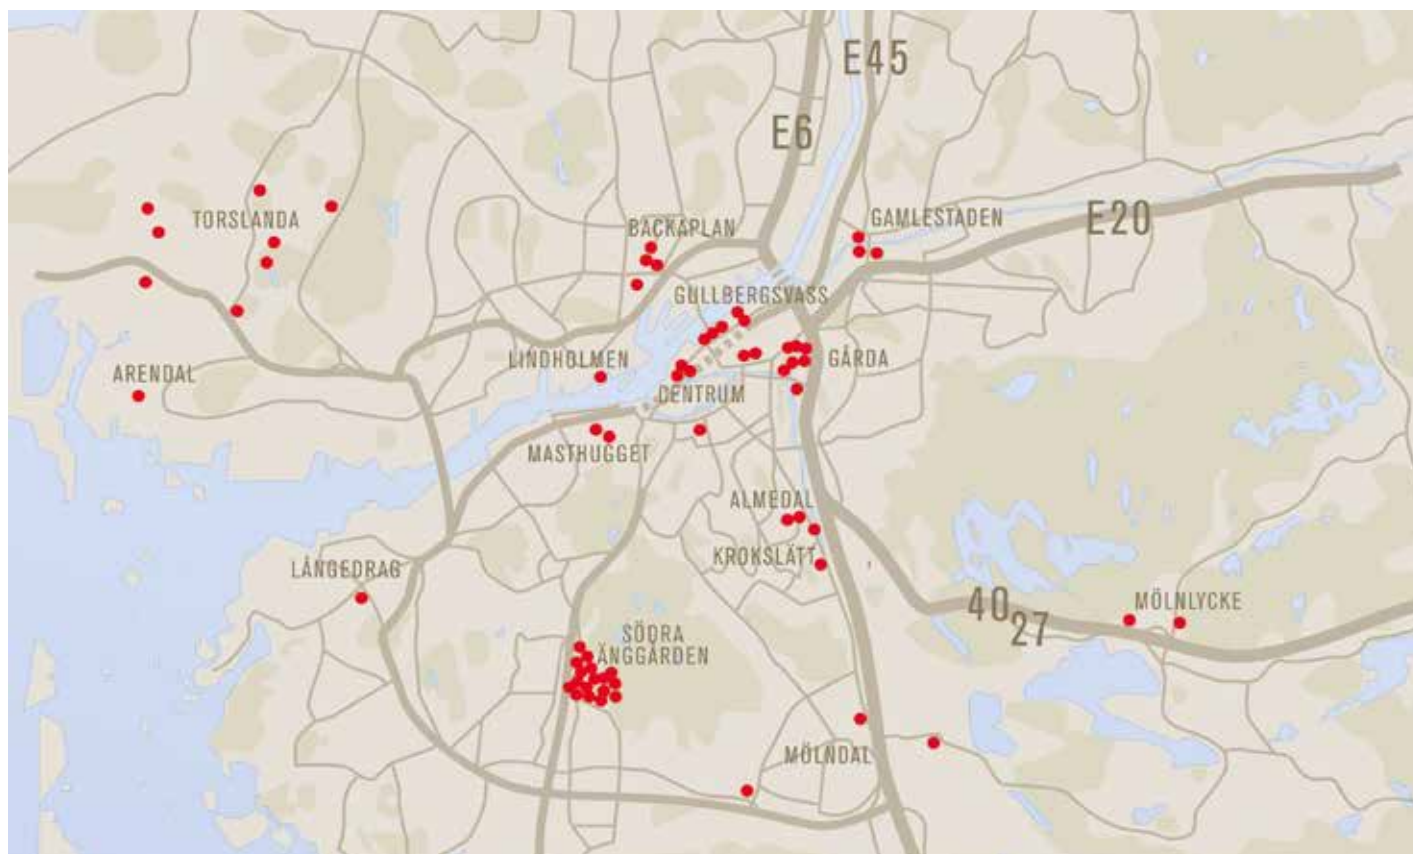 E45
E6
TORSLANDA
BACKAPLAN
GAMLESTADEN
E20
GULLBERGSVASS
LINDHOLMEN
GÅRDA
ARENDAL
CENTRUM
MASTHUGGET
ALMEDAL
KROKSLÄTT
LÅNGEDRAG
40
27
MÖLNLYCKE
SÖDRA
ÄNGGÅRDEN
MÖLNDAL